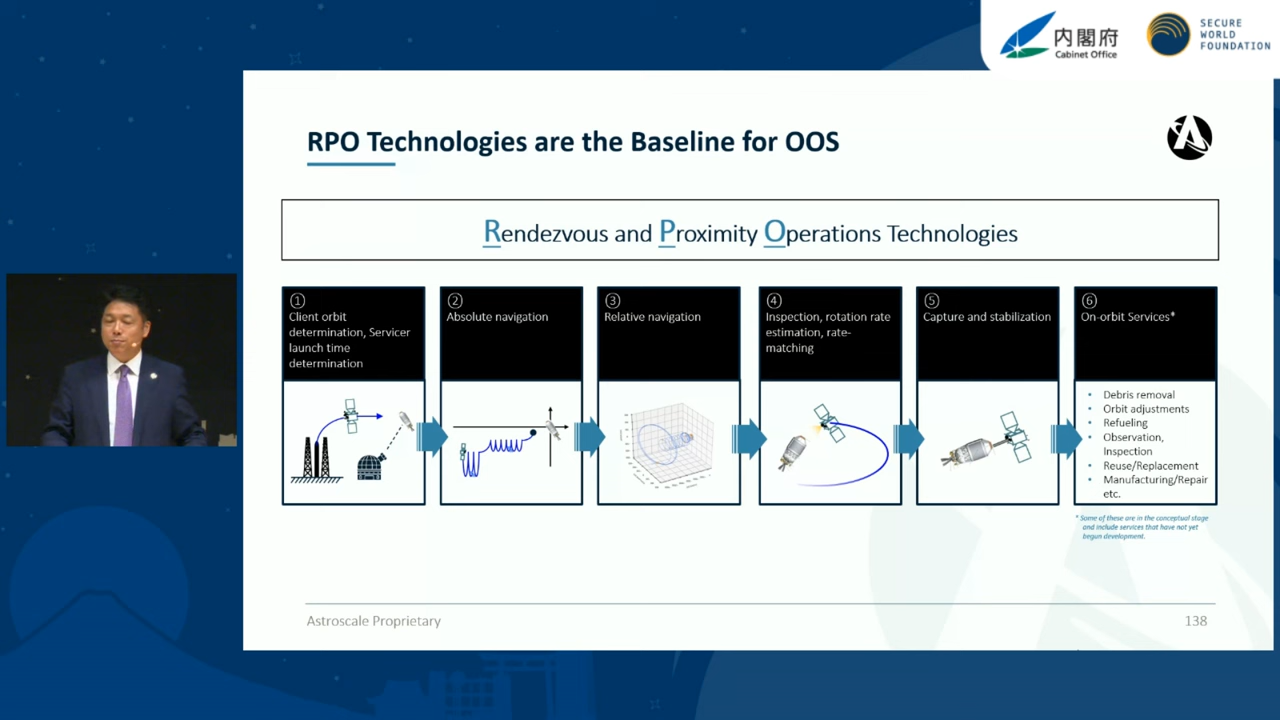 内閣府
Cabinet Office
SECURE
WORLD
FOUNDATION
RPO Technologies are the Baseline for OOS
Rendezvous and Proximity Operations Technologies
①
Client orbit
determination, Servicer
launch time
determination
②
Absolute navigation
③
Relative navigation
④
Inspection, rotation rate
estimation, rate-
matching
⑤
Capture and stabilization
⑥
On-orbit Services*
• Debris removal
• Orbit adjustments
• Refueling
• Observation,
Inspection
• Reuse/Replacement
• Manufacturing/Repair
etc.
* Some of these are in the conceptual stage
and include services that have not yet
begun development.
Astroscale Proprietary
138